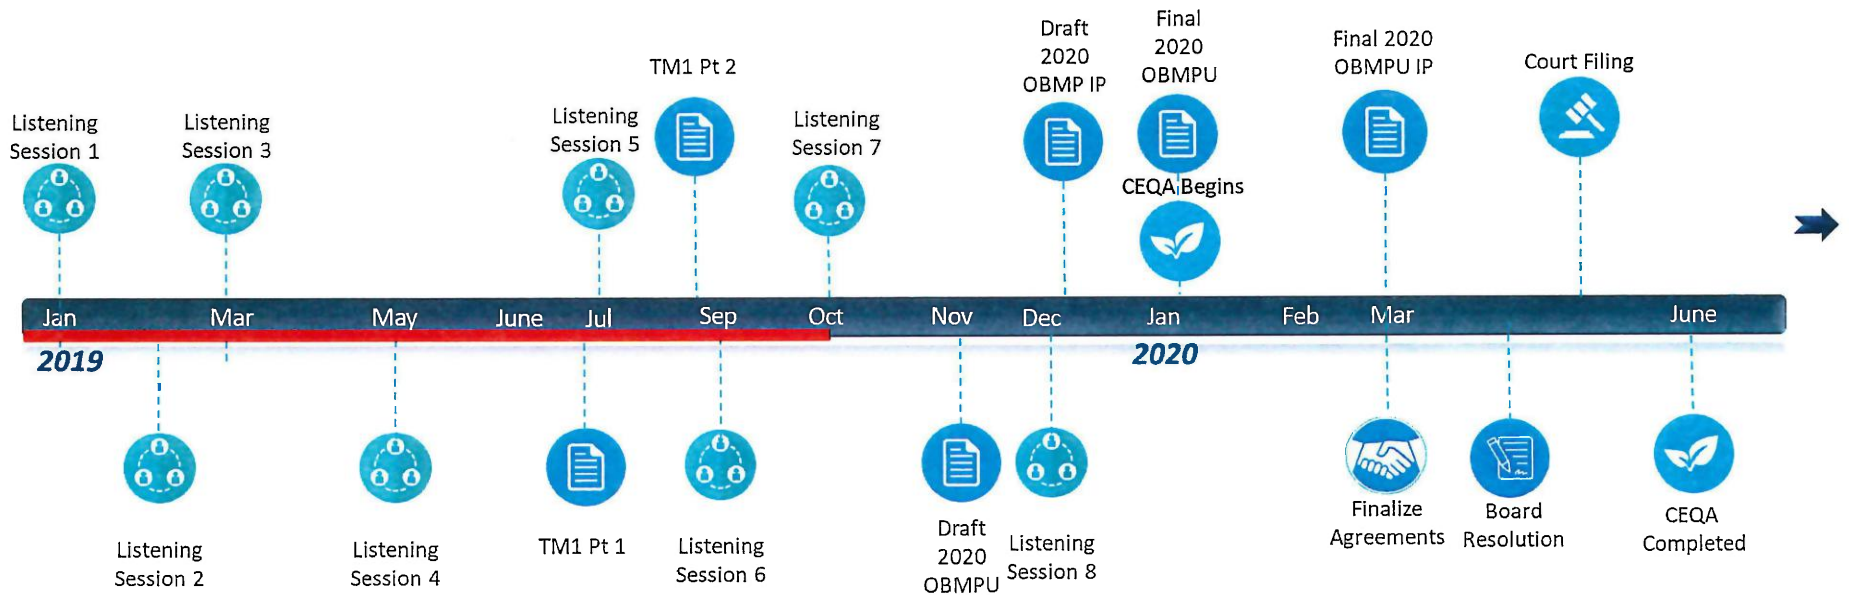 Final
2020
OBMPU
Draft
2020
OBMP IP
Final 2020
OBMPU IP
Court Filing
TM1 Pt 2
Listening
Session 1
Listening
Session 3
Listening
Session 5
Listening
Session 7
CEQA Begins
Jan
Mar
May
June
Jul
Sep
Oct
Nov
Dec
Jan
Feb
Mar
June
2019
2020
Listening
Session 2
Listening
Session 4
TM1 Pt 1
Listening
Session 6
Draft
2020
OBMPU
Listening
Session 8
Finalize
Agreements
Board
Resolution
CEQA
Completed